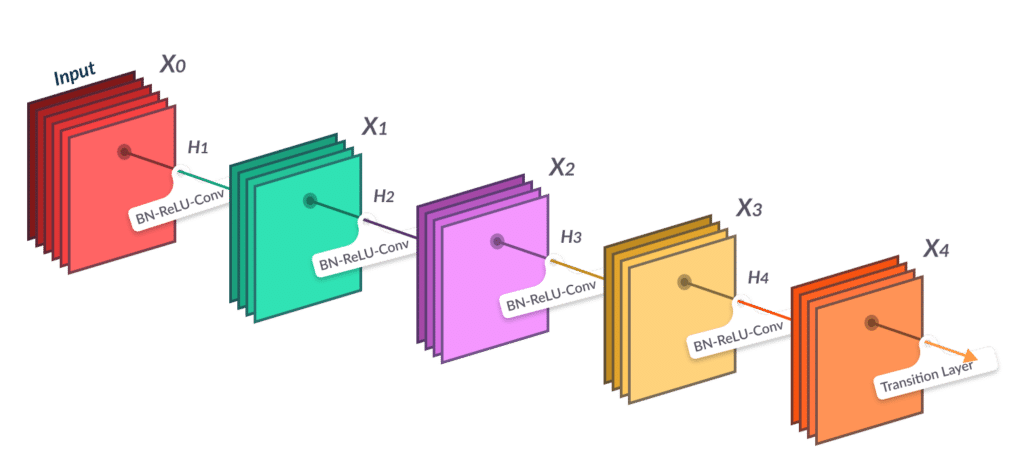 Input
X0
H1
BN-ReLU-Conv
X1
H2
BN-ReLU-Conv
X2
H3
BN-ReLU-Conv
X3
H4
BN-ReLU-Conv
X4
Transition Layer